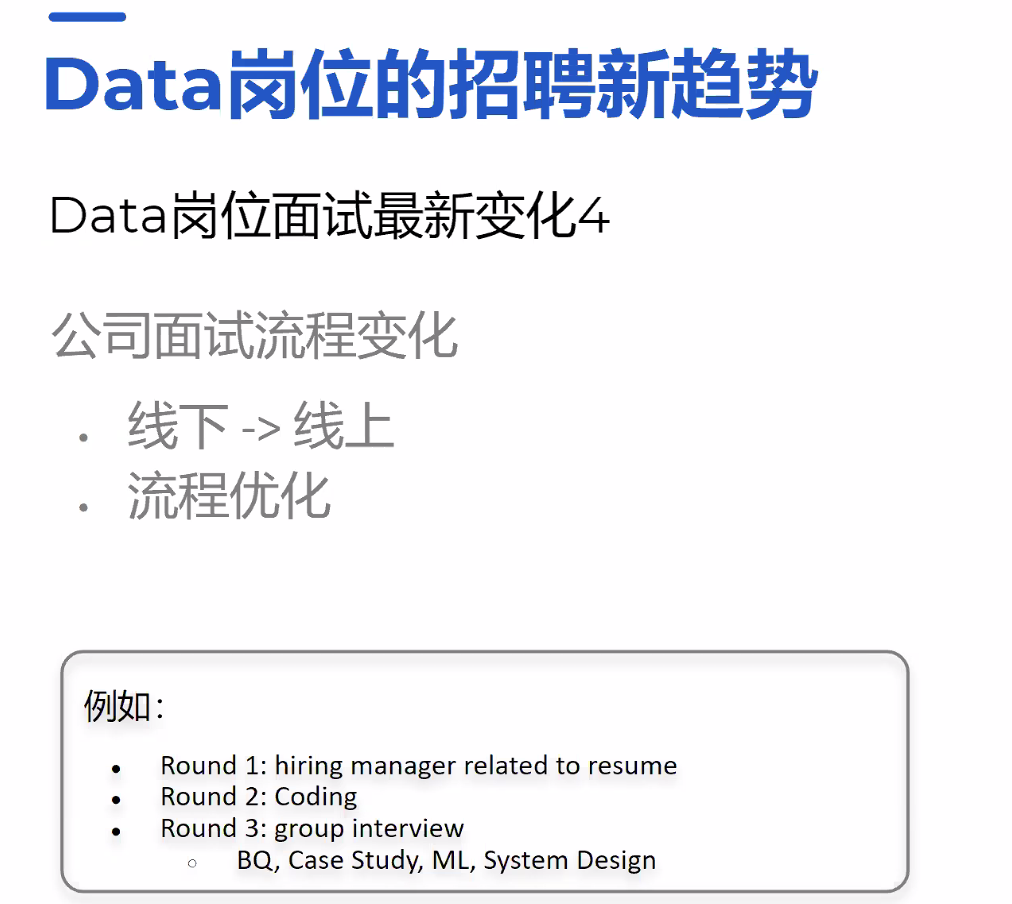 Data岗位的招聘新趋势
Data岗位面试最新变化4
公司面试流程变化
• 线下 -> 线上
• 流程优化
例如：
• Round 1: hiring manager related to resume
• Round 2: Coding
• Round 3: group interview
○ BQ, Case Study, ML, System Design